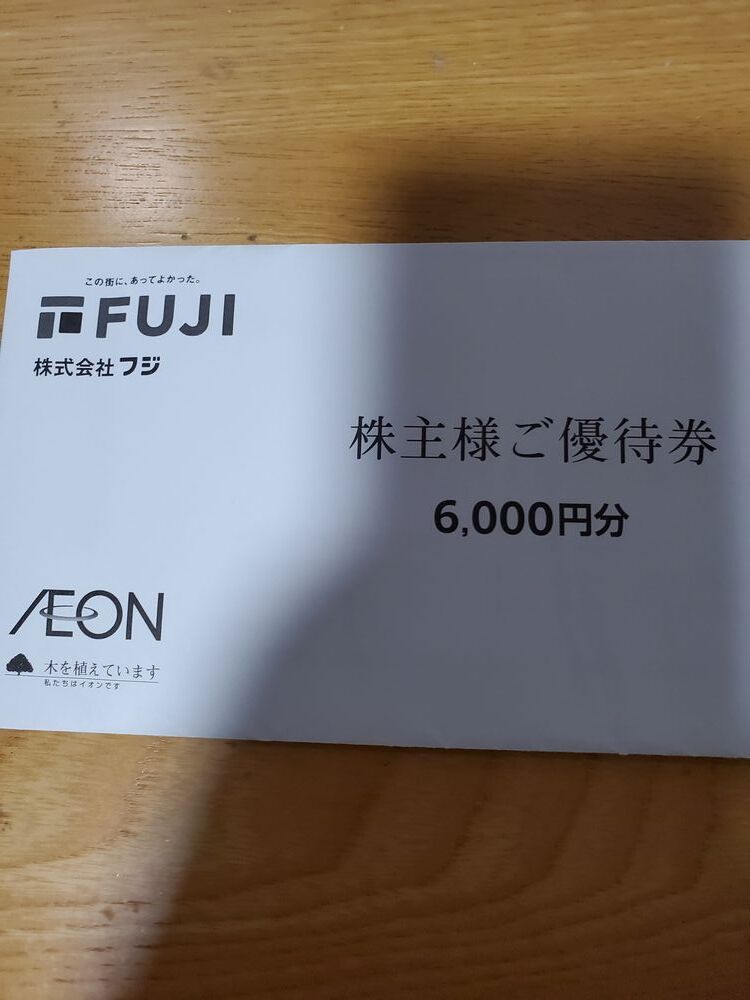 この街に、あってよかった。
FUJI
株式会社フジ
株主様ご優待券
6,000円分
ÆON
木を植えています
私たちはイオンです